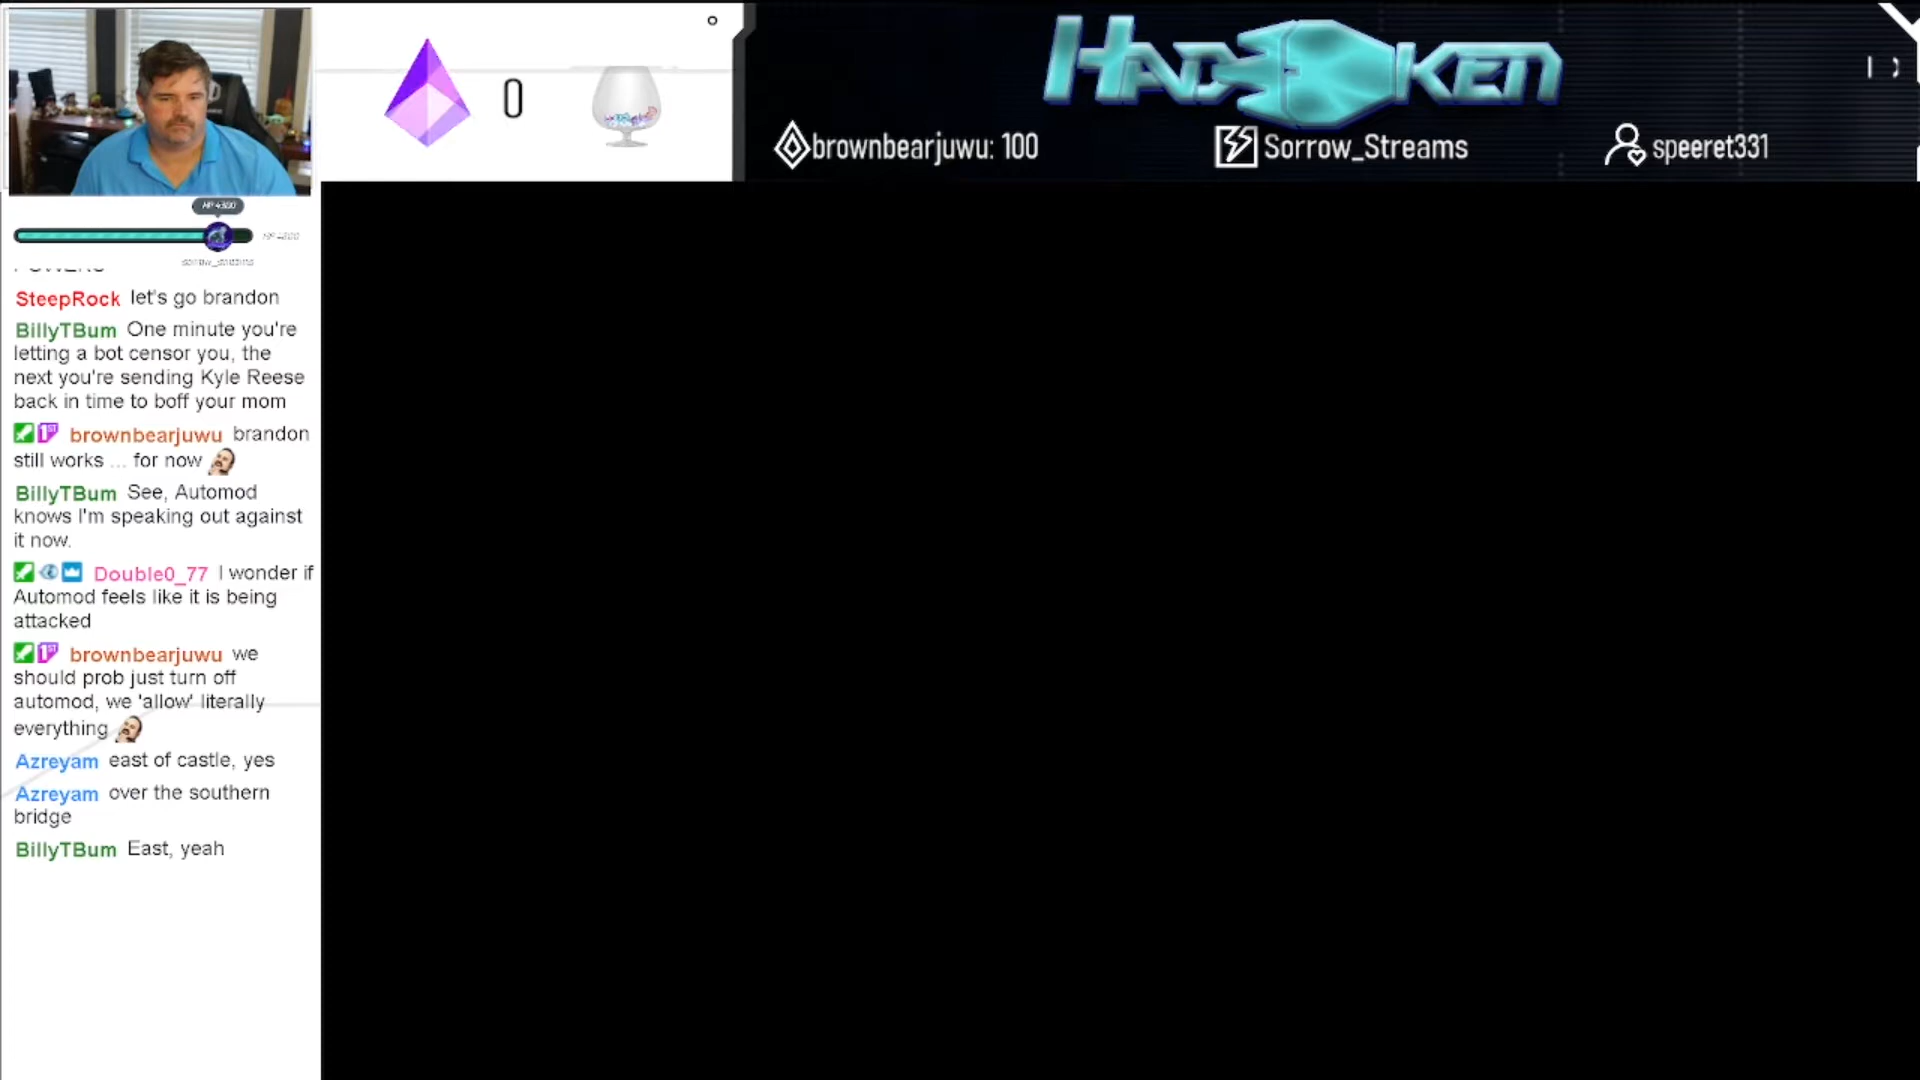 0
HADOKEN
brownbearjuwu: 100
Sorrow_Streams
speeret331
HP 4300
sorrow_streams
SteepRock let's go brandon
BillyTBum One minute you're
letting a bot censor you, the
next you're sending Kyle Reese
back in time to boff your mom
brownbearjuwu brandon
still works ... for now
BillyTBum See, Automod
knows I'm speaking out against
it now.
Double0_77 I wonder if
Automod feels like it is being
attacked
brownbearjuwu we
should prob just turn off
automod, we 'allow' literally
everything
Azreyam east of castle, yes
Azreyam over the southern
bridge
BillyTBum East, yeah